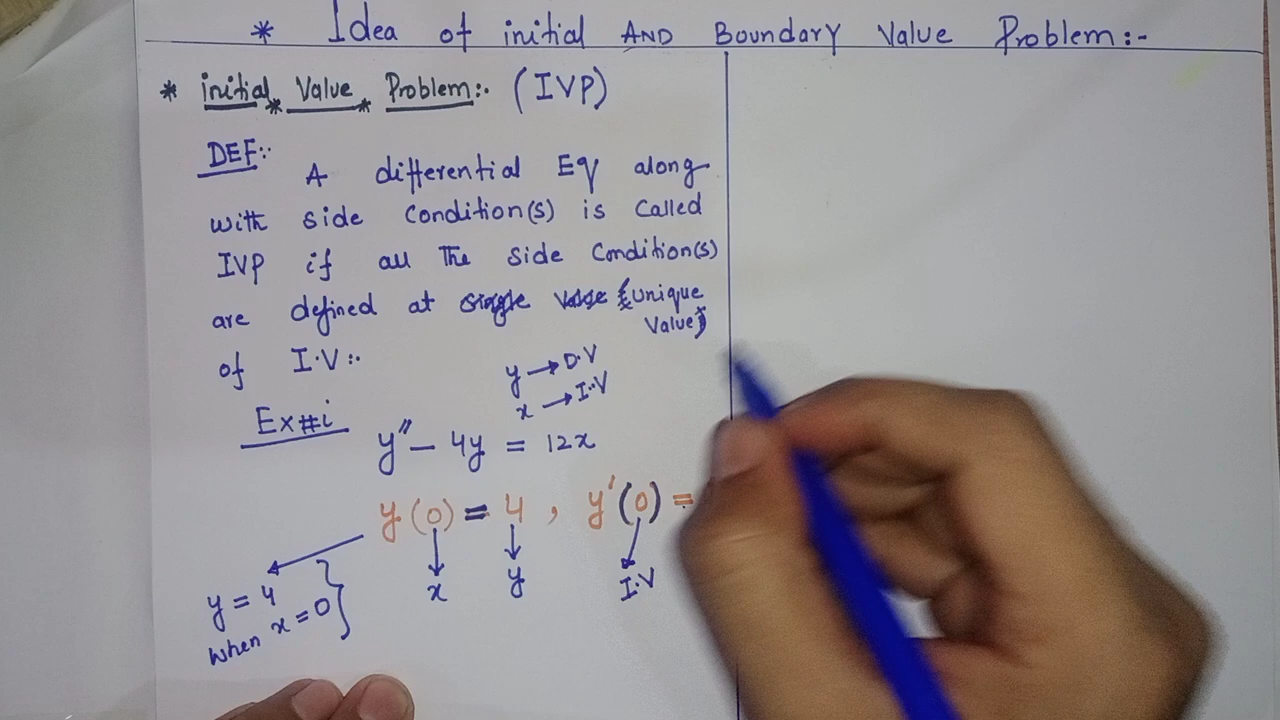 * Idea of initial AND Boundary Value Problem:-
* initial Value Problem:. (IVP)
DEF:.
A differential Eq along
with side Condition(s) is Called
IVP if all The Side Condition(s)
are defined at single Value {Unique
Value}
of I.V:.
y → D.V
x → I.V
Ex#i
y″ - 4y = 12x
y(0) = 4 , y′(0) =
x
y
I.V
y = 4
When x = 0 }